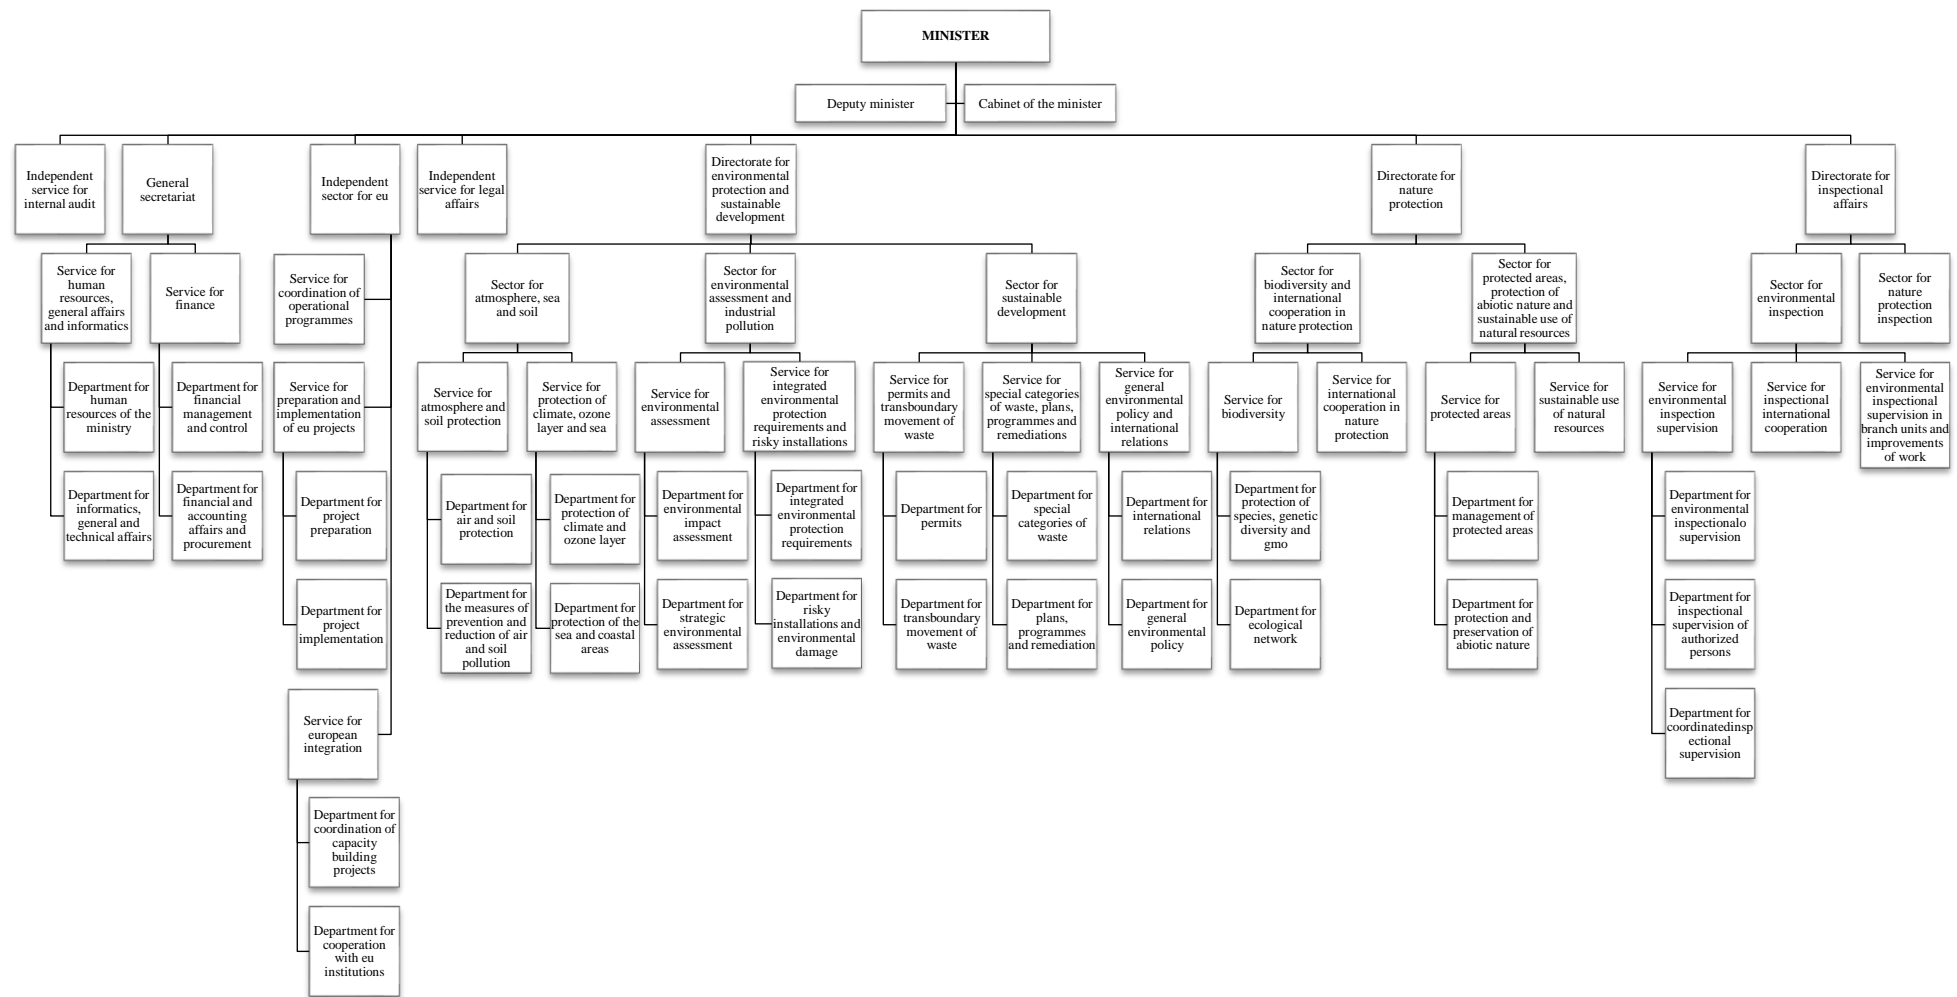 MINISTER
Deputy minister
Cabinet of the minister
Independent
service for
internal audit
General
secretariat
Independent
sector for eu
Independent
service for legal
affairs
Directorate for
environmental
protection and
sustainable
development
Directorate for
nature
protection
Directorate for
inspectional
affairs
Service for
human
resources,
general affairs
and informatics
Service for
finance
Service for
coordination of
operational
programmes
Sector for
atmosphere, sea
and soil
Sector for
environmental
assessment and
industrial
pollution
Sector for
sustainable
development
Sector for
biodiversity and
international
cooperation in
nature protection
Sector for
protected areas,
protection of
abiotic nature and
sustainable use of
natural resources
Sector for
environmental
inspection
Sector for
nature
protection
inspection
Department for
human
resources of the
ministry
Department for
financial
management
and control
Service for
preparation and
implementation
of eu projects
Service for
atmosphere and
soil protection
Service for
protection of
climate, ozone
layer and sea
Service for
environmental
assessment
Service for
integrated
environmental
protection
requirements and
risky installations
Service for
permits and
transboundary
movement of
waste
Service for
special categories
of waste, plans,
programmes and
remediations
Service for
general
environmental
policy and
international
relations
Service for
biodiversity
Service for
international
cooperation in
nature
protection
Service for
protected areas
Service for
sustainable use
of natural
resources
Service for
environmental
inspection
supervision
Service for
inspectional
international
cooperation
Service for
environmental
inspectional
supervision in
branch units and
improvements
of work
Department for
informatics,
general and
technical affairs
Department for
financial and
accounting
affairs and
procurement
Department for
project
preparation
Department for
air and soil
protection
Department for
protection of
climate and
ozone layer
Department for
environmental
impact
assessment
Department for
integrated
environmental
protection
requirements
Department for
permits
Department for
special
categories of
waste
Department for
international
relations
Department for
protection of
species, genetic
diversity and
gmo
Department for
management of
protected areas
Department for
environmental
inspectionalo
supervision
Department for
project
implementation
Department for
the measures of
prevention and
reduction of air
and soil
pollution
Department for
protection of the
sea and coastal
areas
Department for
strategic
environmental
assessment
Department for
risky
installations and
environmental
damage
Department for
transboundary
movement of
waste
Department for
plans,
programmes
and remediation
Department for
general
environmental
policy
Department for
ecological
network
Department for
protection and
preservation of
abiotic nature
Department for
inspectional
supervision of
authorized
persons
Service for
european
integration
Department for
coordinatedinsp
ectional
supervision
Department for
coordination of
capacity
building
projects
Department for
cooperation
with eu
institutions